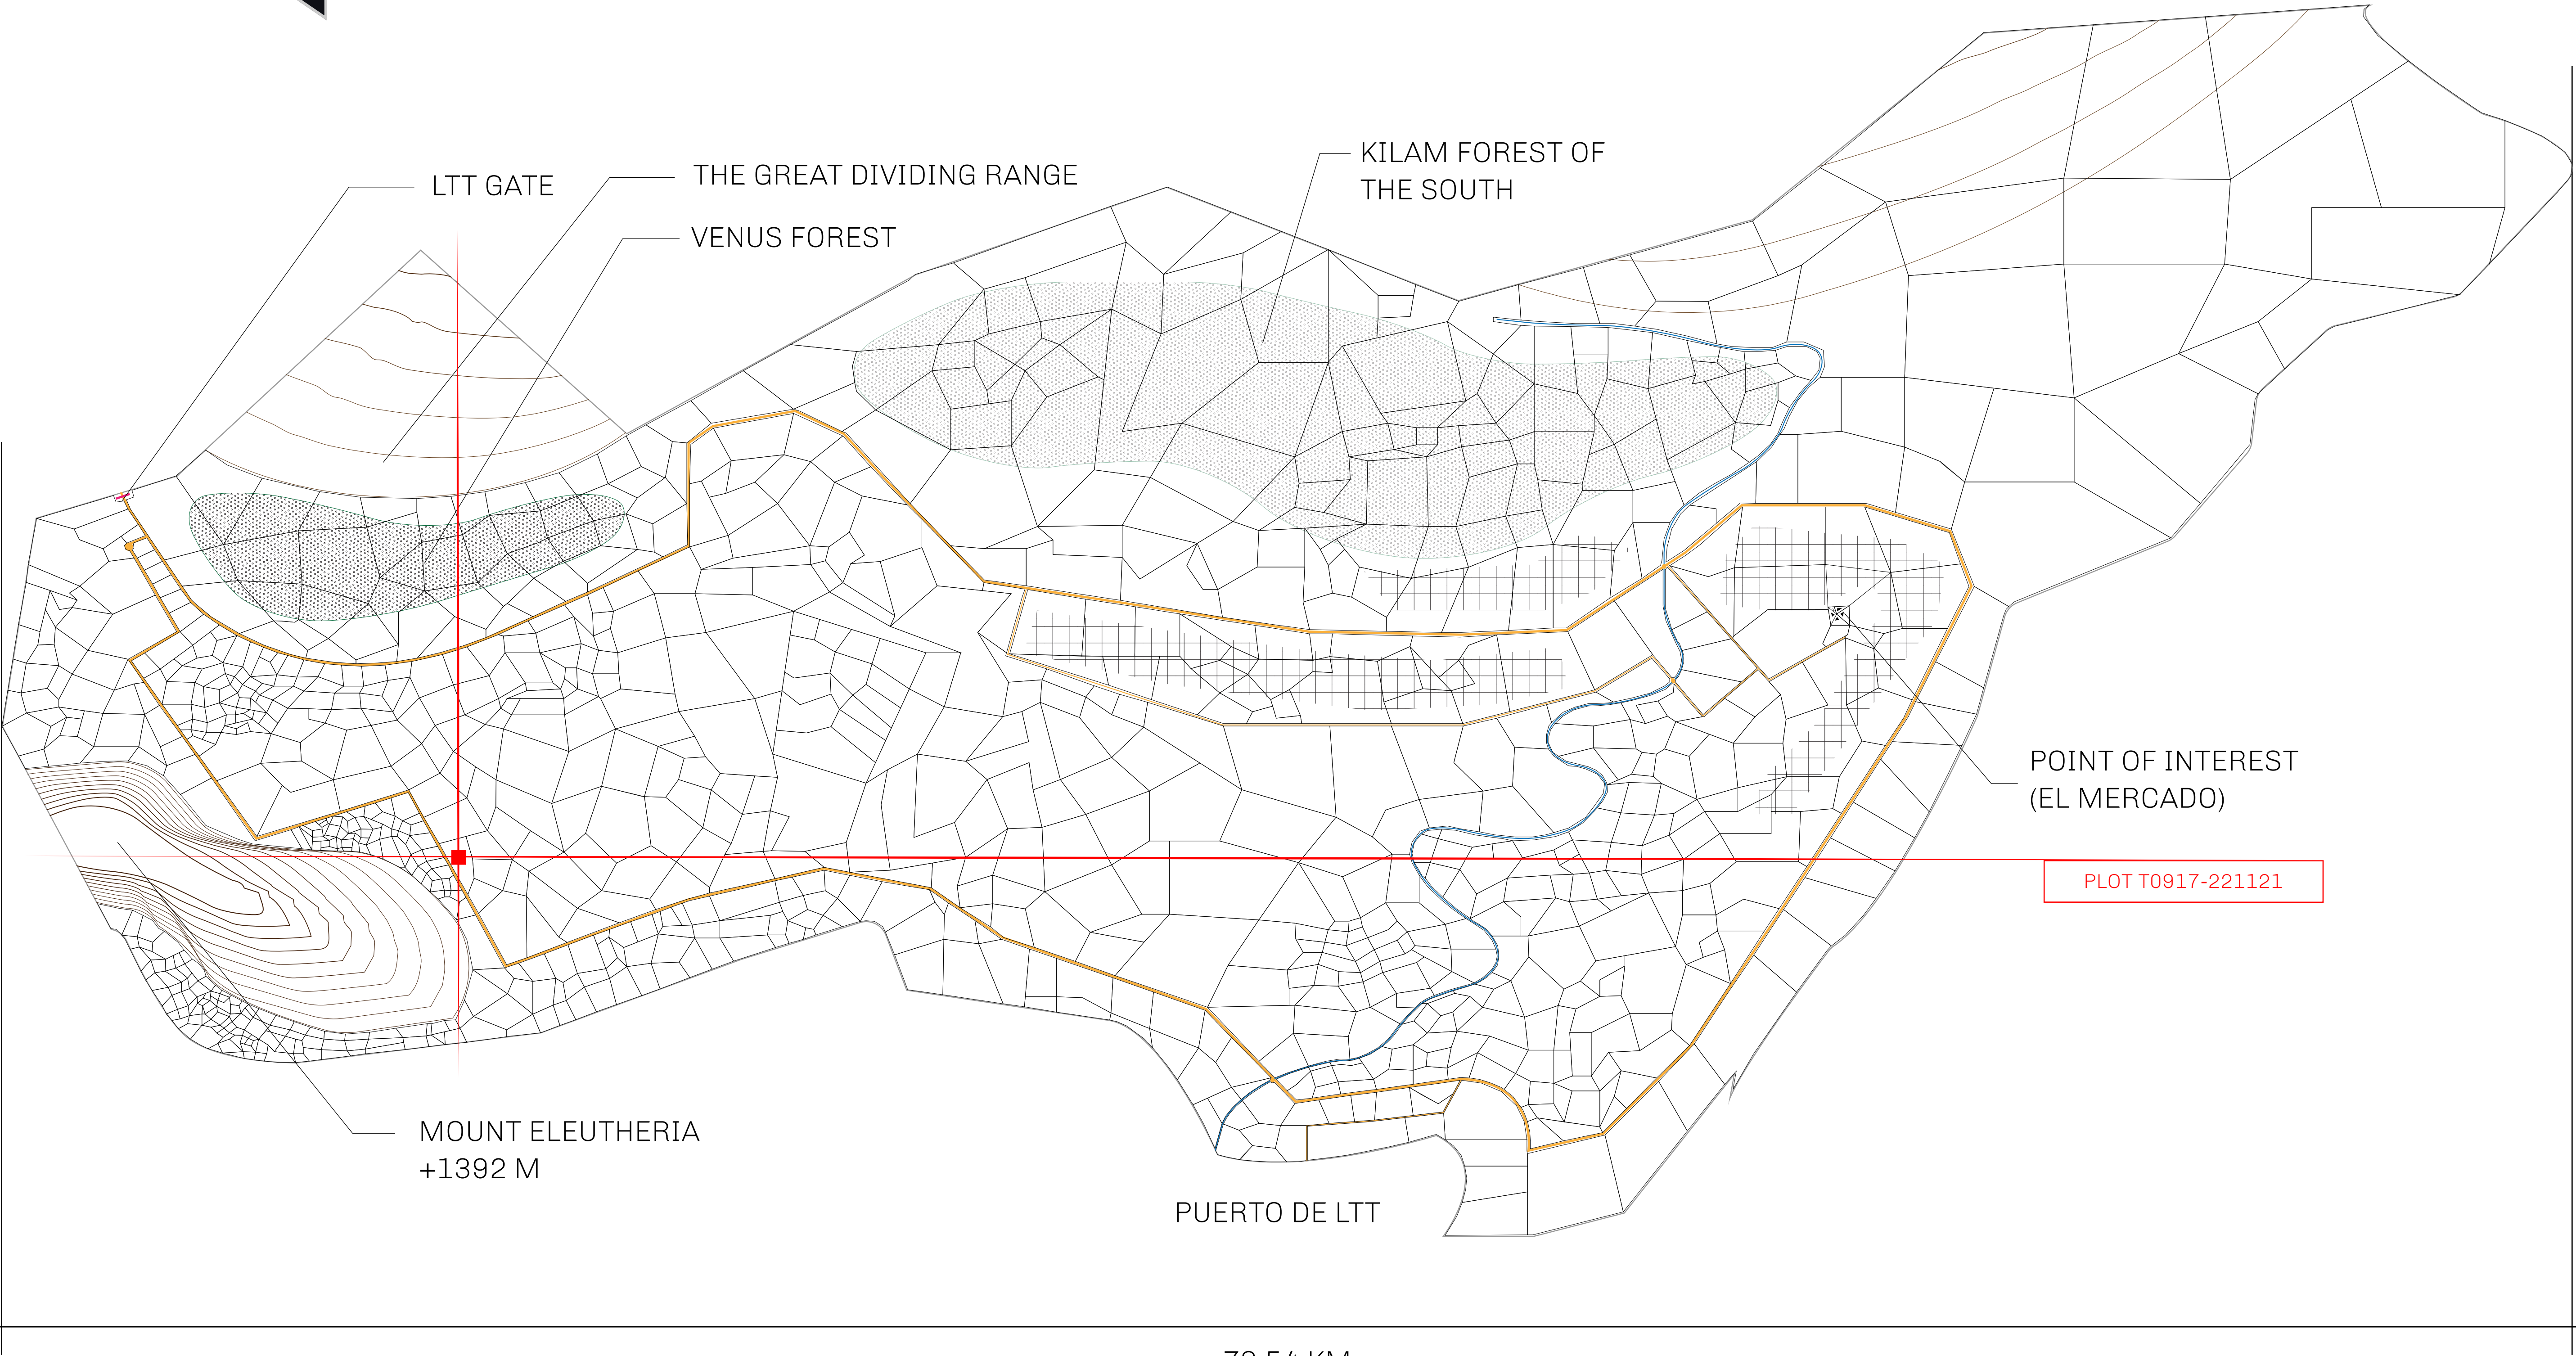 KILAM FOREST OF
THE SOUTH
LTT GATE
THE GREAT DIVIDING RANGE
VENUS FOREST
POINT OF INTEREST
(EL MERCADO)
PLOT T0917-221121
MOUNT ELEUTHERIA
+1392 M
PUERTO DE LTT
KM